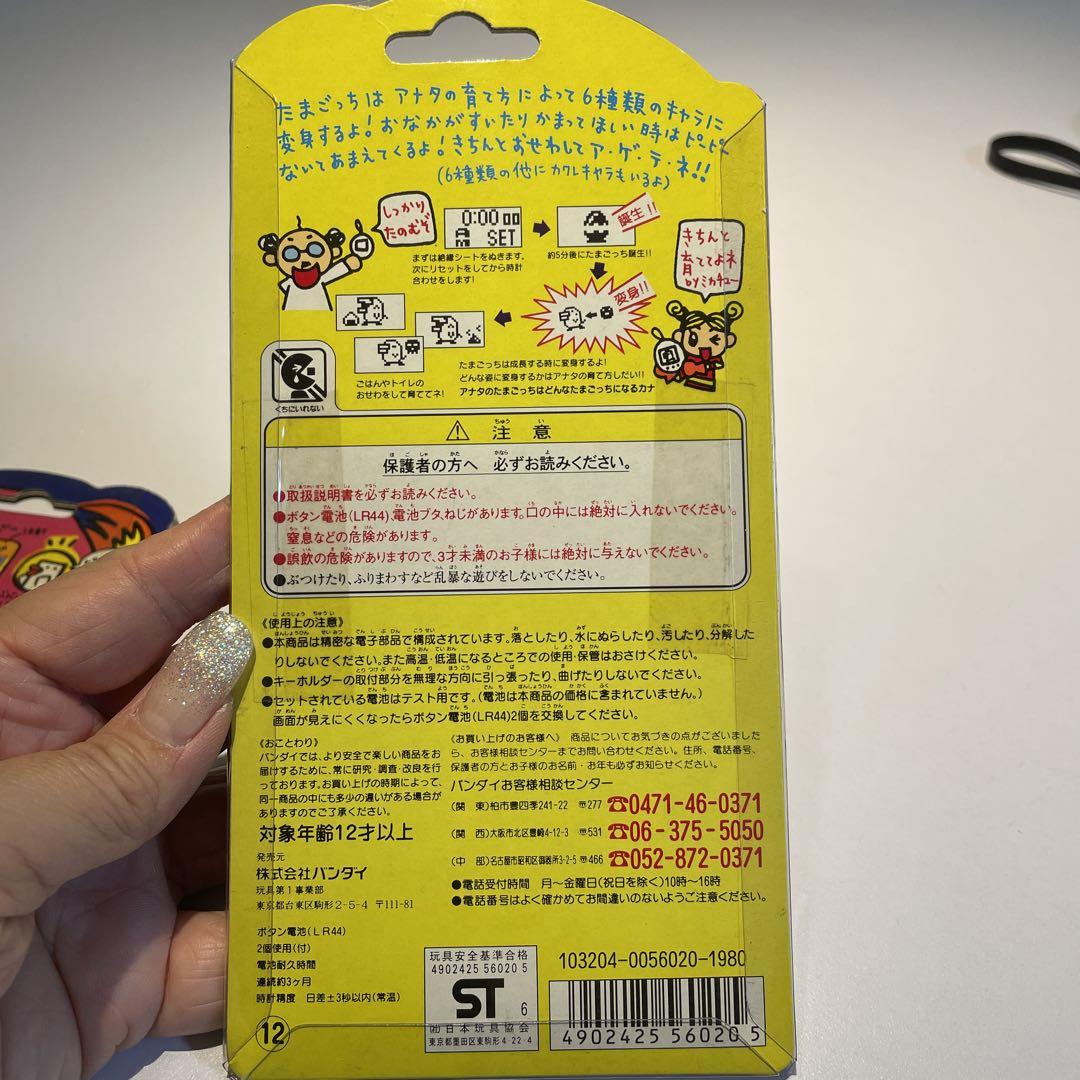 たまごっちは アナタの育て方によって6種類のキャラに
変身するよ!おなかがすいたりかまってほしい時はピーピー
ないてあまえてくるよ!きちんとおせわしてア・ゲ・テ・ネ!!
(6種類の他にカクレキャラもいるよ)
しっかり
たのむぞ
0:00 00
AM SET
誕生!!
きちんと
育ててよネ
byミカチュー
まずは絶縁シートをぬきます。
次にリセットをしてから時計
合わせをします!
約5分後にたまごっち誕生!!
変身!!
たまごっちは成長する時に変身するよ!
どんな姿に変身するかはアナタの育て方しだい!!
アナタのたまごっちはどんなたまごっちになるカナ
ごはんやトイレの
おせわをして育ててネ!
くちにいれない
注意
保護者の方へ 必ずお読みください。
●取扱説明書を必ずお読みください。
●ボタン電池(LR44)、電池ブタ、ねじがあります。口の中には絶対に入れないでください。
窒息などの危険があります。
●誤飲の危険がありますので、3才未満のお子様には絶対に与えないでください。
●ぶつけたり、ふりまわすなど乱暴な遊びをしないでください。
《使用上の注意》
●本商品は精密な電子部品で構成されています。落としたり、水にぬらしたり、汚したり、分解した
りしないでください。また高温・低温になるところでの使用・保管はおさけください。
●キーホルダーの取付部分を無理な方向に引っ張ったり、曲げたりしないでください。
●セットされている電池はテスト用です。(電池は本商品の価格に含まれていません。)
画面が見えにくくなったらボタン電池(LR44)2個を交換してください。
《おことわり》
バンダイでは、より安全で楽しい商品をお
届けするために、常に研究・調査・改良を行
っております。お買い上げの時期によって、
同一商品の中にも多少の違いがある場合が
ありますのでご了承ください。
対象年齢12才以上
発売元
株式会社バンダイ
玩具第1事業部
東京都台東区駒形2-5-4 〒111-81
《お買い上げのお客様へ》 商品についてお気づきの点がございました
ら、お客様相談センターまでお問い合わせください。住所、電話番号、
保護者の方とお子様のお名前・お年も必ずお知らせください。
バンダイお客様相談センター
(関 東)柏市豊四季241-22 〒277 ☎0471-46-0371
(関 西)大阪市北区豊崎4-12-3 〒531 ☎06-375-5050
(中 部)名古屋市昭和区御器所3-2-5 〒466 ☎052-872-0371
●電話受付時間 月〜金曜日(祝日を除く)10時〜16時
●電話番号はよく確かめてお間違いのないようご注意ください。
ボタン電池(LR44)
2個使用(付)
電池耐久時間
連続約3ヶ月
時計精度 日差±3秒以内(常温)
12
玩具安全基準合格
4902425 56020 5
ST 6
(社)日本玩具協会
東京都墨田区東駒形4-22-4
103204-0056020-1980
4902425 560205